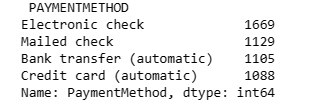 PAYMENTMETHOD
Electronic check 1669
Mailed check 1129
Bank transfer (automatic) 1105
Credit card (automatic) 1088
Name: PaymentMethod, dtype: int64